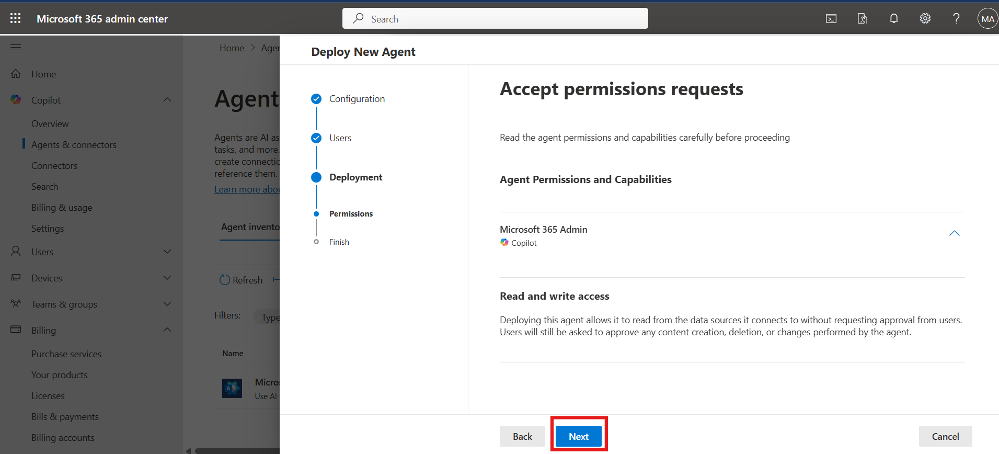 Microsoft 365 admin center
Search
MA
Home
Copilot
Overview
Agents & connectors
Connectors
Search
Billing & usage
Settings
Users
Devices
Teams & groups
Billing
Purchase services
Your products
Licenses
Bills & payments
Billing accounts
Home > Agen
Agent
Agents are AI as
tasks, and more.
create connectio
reference them.
Learn more abou
Agent invento
Refresh
Filters:
Type
Name
Micros
Use AI
Deploy New Agent
Configuration
Users
Deployment
Permissions
Finish
Accept permissions requests
Read the agent permissions and capabilities carefully before proceeding
Agent Permissions and Capabilities
Microsoft 365 Admin
Copilot
Read and write access
Deploying this agent allows it to read from the data sources it connects to without requesting approval from users.
Users will still be asked to approve any content creation, deletion, or changes performed by the agent.
Back
Next
Cancel